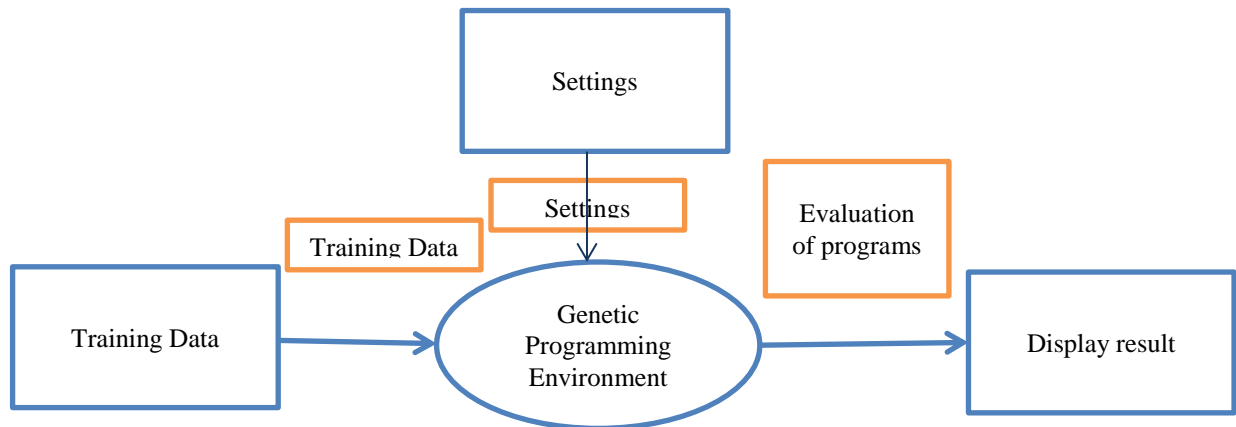 Settings
Settings
Evaluation
of programs
Training Data
Training Data
Genetic
Programming
Environment
Display result